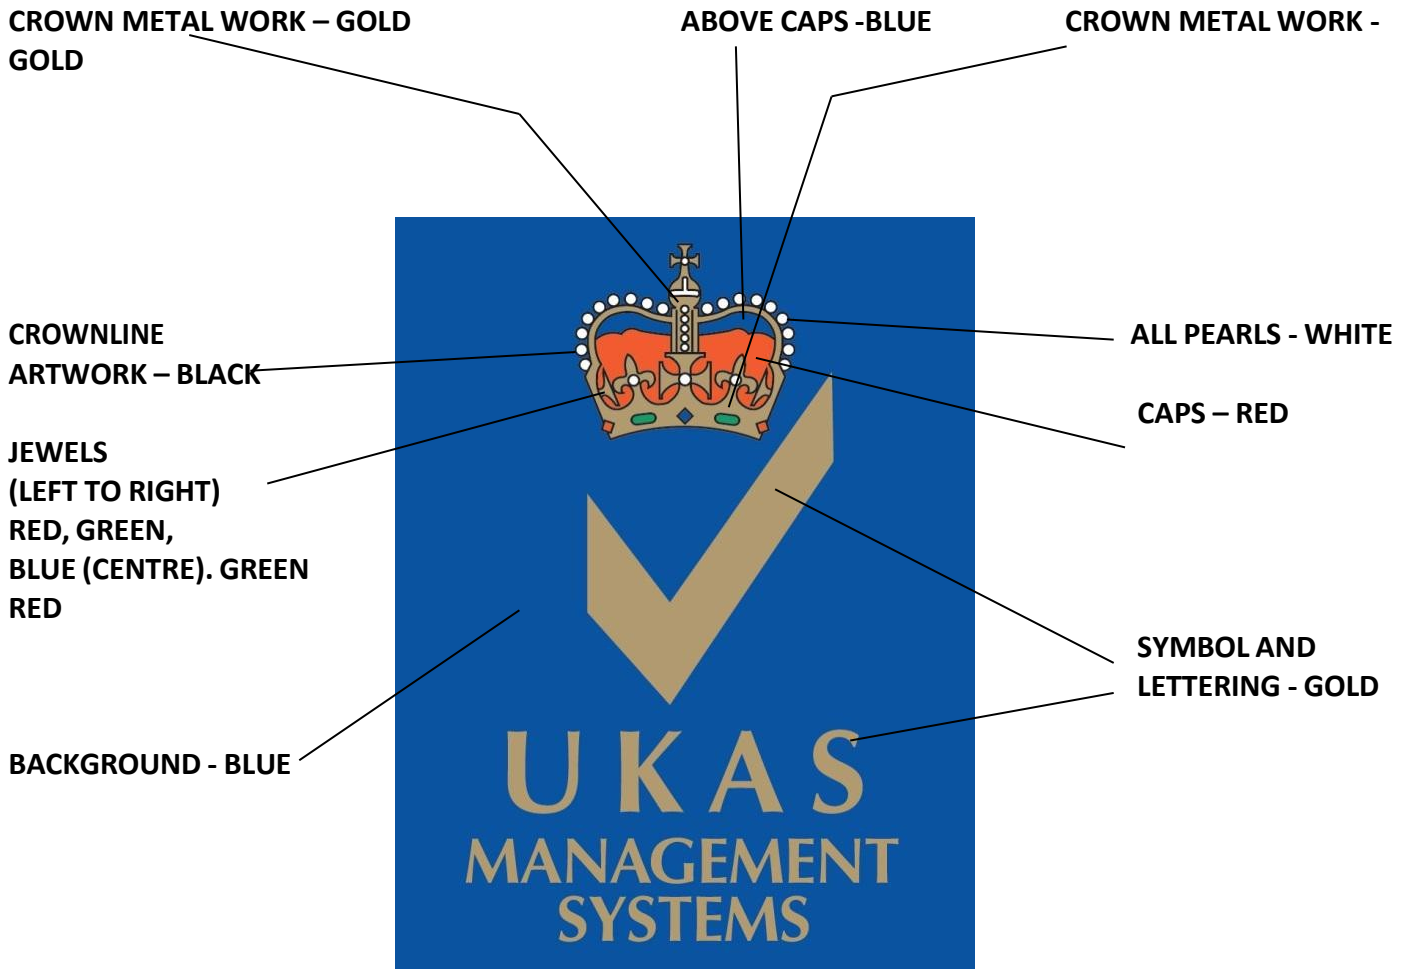 CROWN METAL WORK – GOLD ABOVE CAPS -BLUE CROWN METAL WORK -
GOLD
CROWNLINE
ARTWORK – BLACK
ALL PEARLS - WHITE
CAPS – RED
JEWELS
(LEFT TO RIGHT)
RED, GREEN,
BLUE (CENTRE). GREEN
RED
SYMBOL AND
LETTERING - GOLD
BACKGROUND - BLUE
UKAS
MANAGEMENT
SYSTEMS